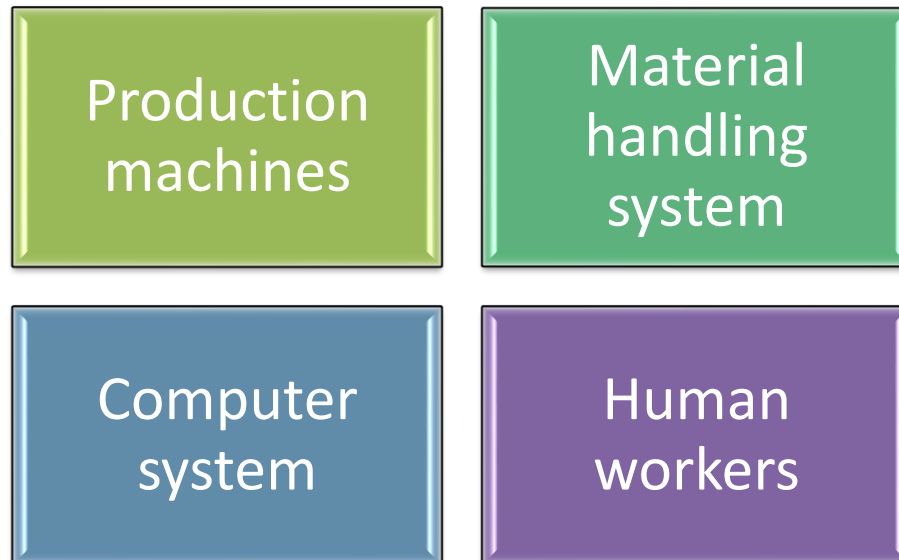 Production
machines
Material
handling
system
Computer
system
Human
workers